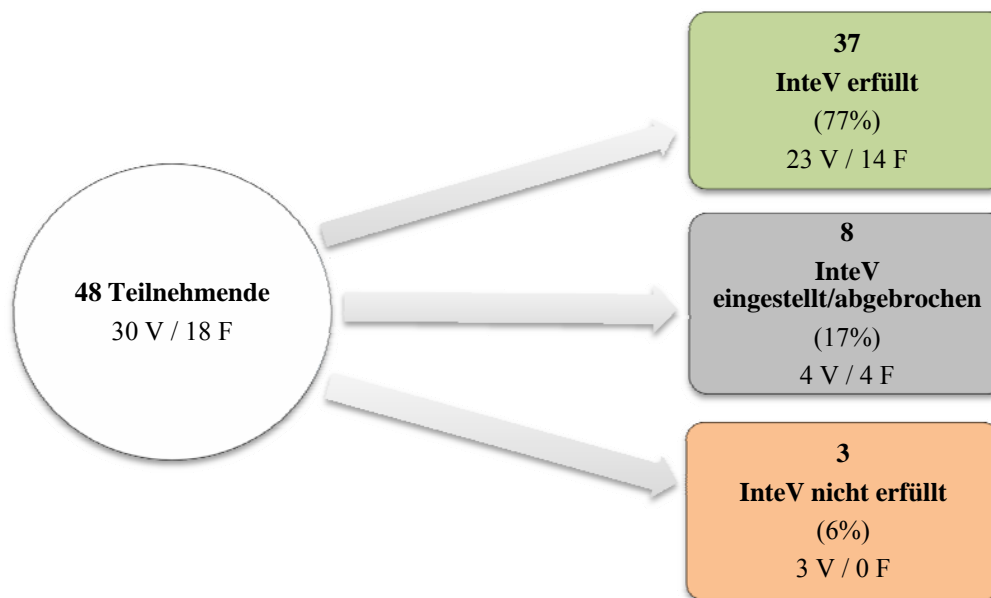 48 Teilnehmende
30 V / 18 F
37
InteV erfüllt
(77%)
23 V / 14 F
8
InteV
eingestellt/abgebrochen
(17%)
4 V / 4 F
3
InteV nicht erfüllt
(6%)
3 V / 0 F